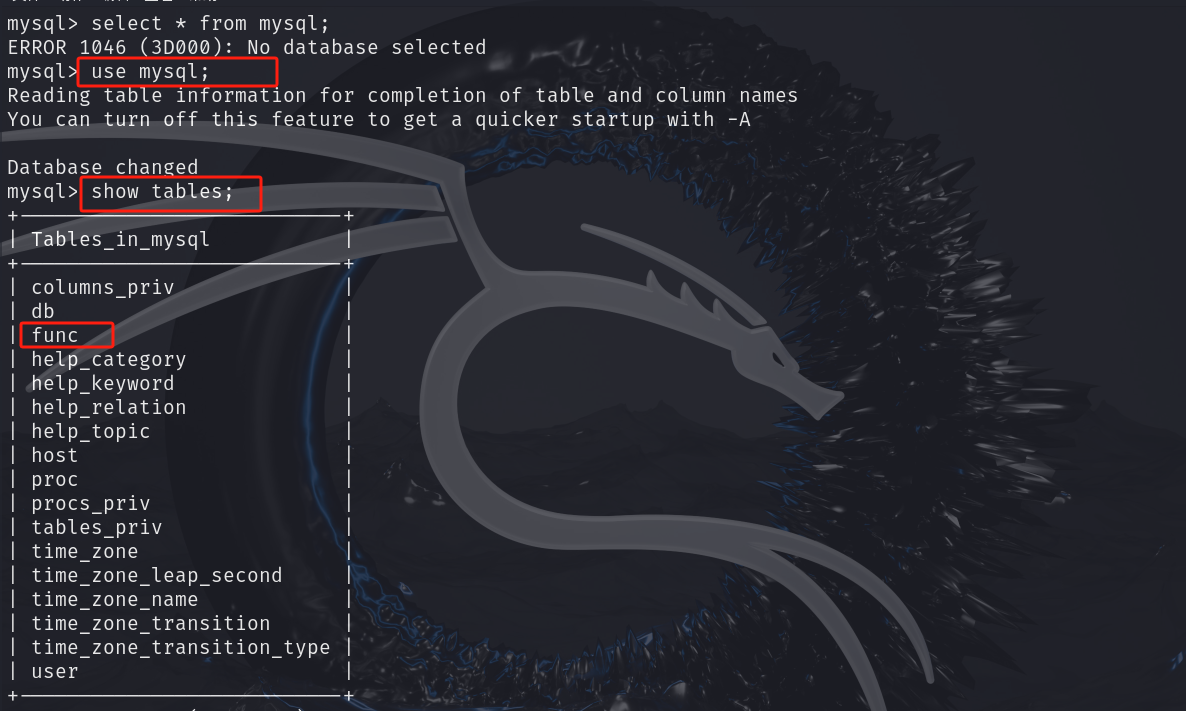 mysql> select * from mysql;
ERROR 1046 (3D000): No database selected
mysql> use mysql;
Reading table information for completion of table and column names
You can turn off this feature to get a quicker startup with -A
Database changed
mysql> show tables;
+---------------------------+
| Tables_in_mysql           |
+---------------------------+
| columns_priv              |
| db                        |
| func                      |
| help_category             |
| help_keyword              |
| help_relation             |
| help_topic                |
| host                      |
| proc                      |
| procs_priv                |
| tables_priv               |
| time_zone                 |
| time_zone_leap_second     |
| time_zone_name            |
| time_zone_transition      |
| time_zone_transition_type |
| user                      |
+---------------------------+